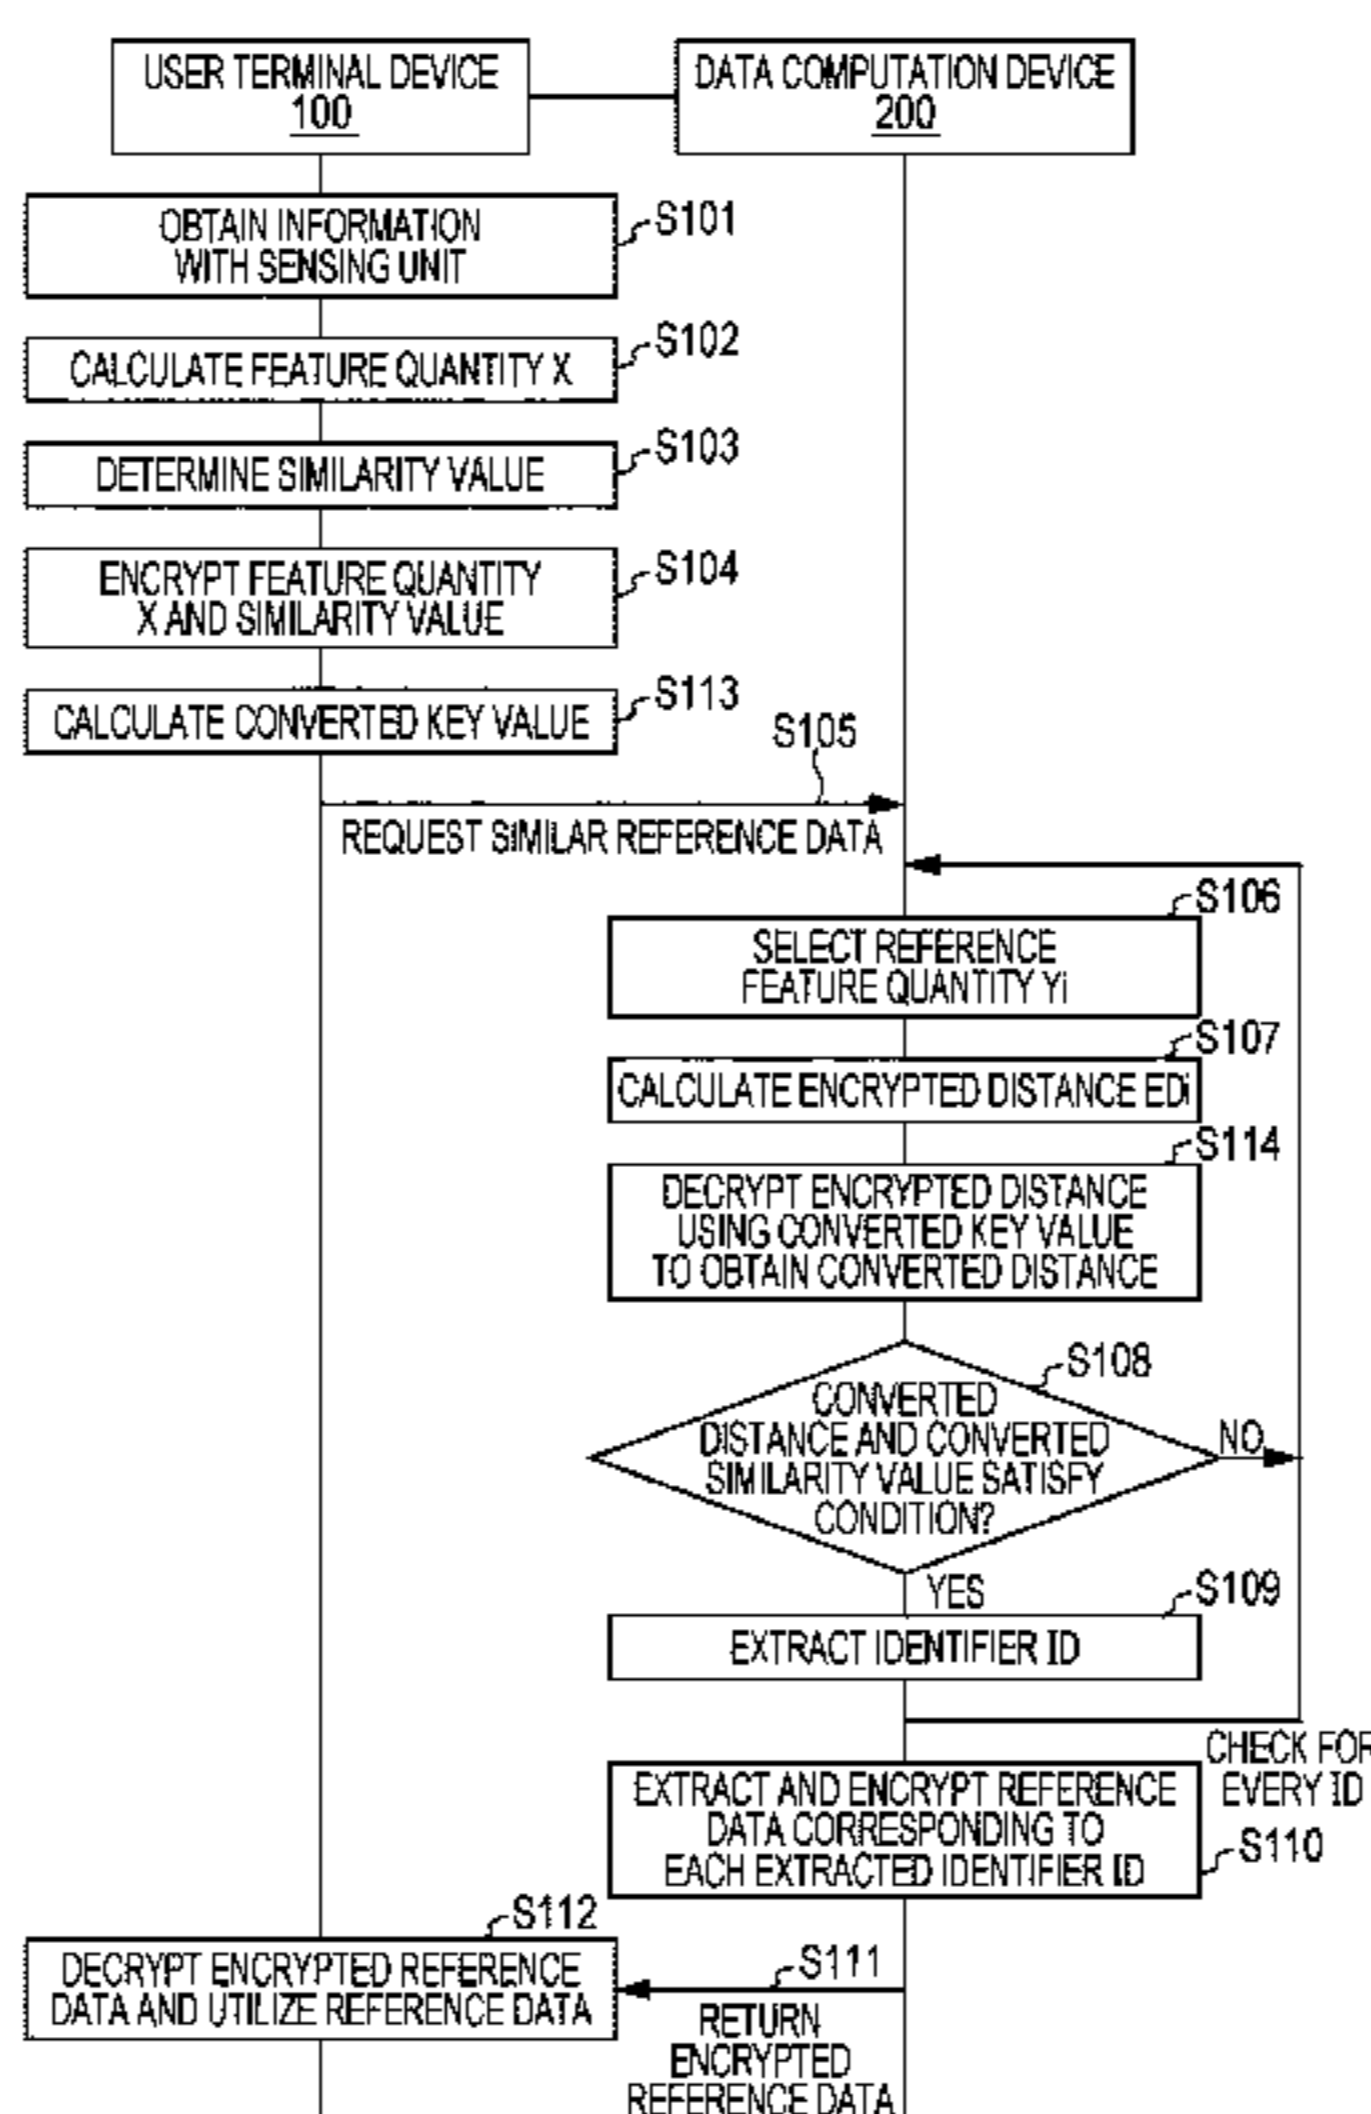 USER TERMINAL DEVICE
100
DATA COMPUTATION DEVICE
200
OBTAIN INFORMATION
WITH SENSING UNIT
S101
CALCULATE FEATURE QUANTITY X
S102
DETERMINE SIMILARITY VALUE
S103
ENCRYPT FEATURE QUANTITY
X AND SIMILARITY VALUE
S104
CALCULATE CONVERTED KEY VALUE
S113
S105
REQUEST SIMILAR REFERENCE DATA
S106
SELECT REFERENCE
FEATURE QUANTITY Yi
S107
CALCULATE ENCRYPTED DISTANCE EDi
S114
DECRYPT ENCRYPTED DISTANCE
USING CONVERTED KEY VALUE
TO OBTAIN CONVERTED DISTANCE
S108
CONVERTED
DISTANCE AND CONVERTED
SIMILARITY VALUE SATISFY
CONDITION?
NO
YES
S109
EXTRACT IDENTIFIER ID
CHECK FOR
EVERY ID
EXTRACT AND ENCRYPT REFERENCE
DATA CORRESPONDING TO
EACH EXTRACTED IDENTIFIER ID
S110
S112
DECRYPT ENCRYPTED REFERENCE
DATA AND UTILIZE REFERENCE DATA
S111
RETURN
ENCRYPTED
REFERENCE DATA